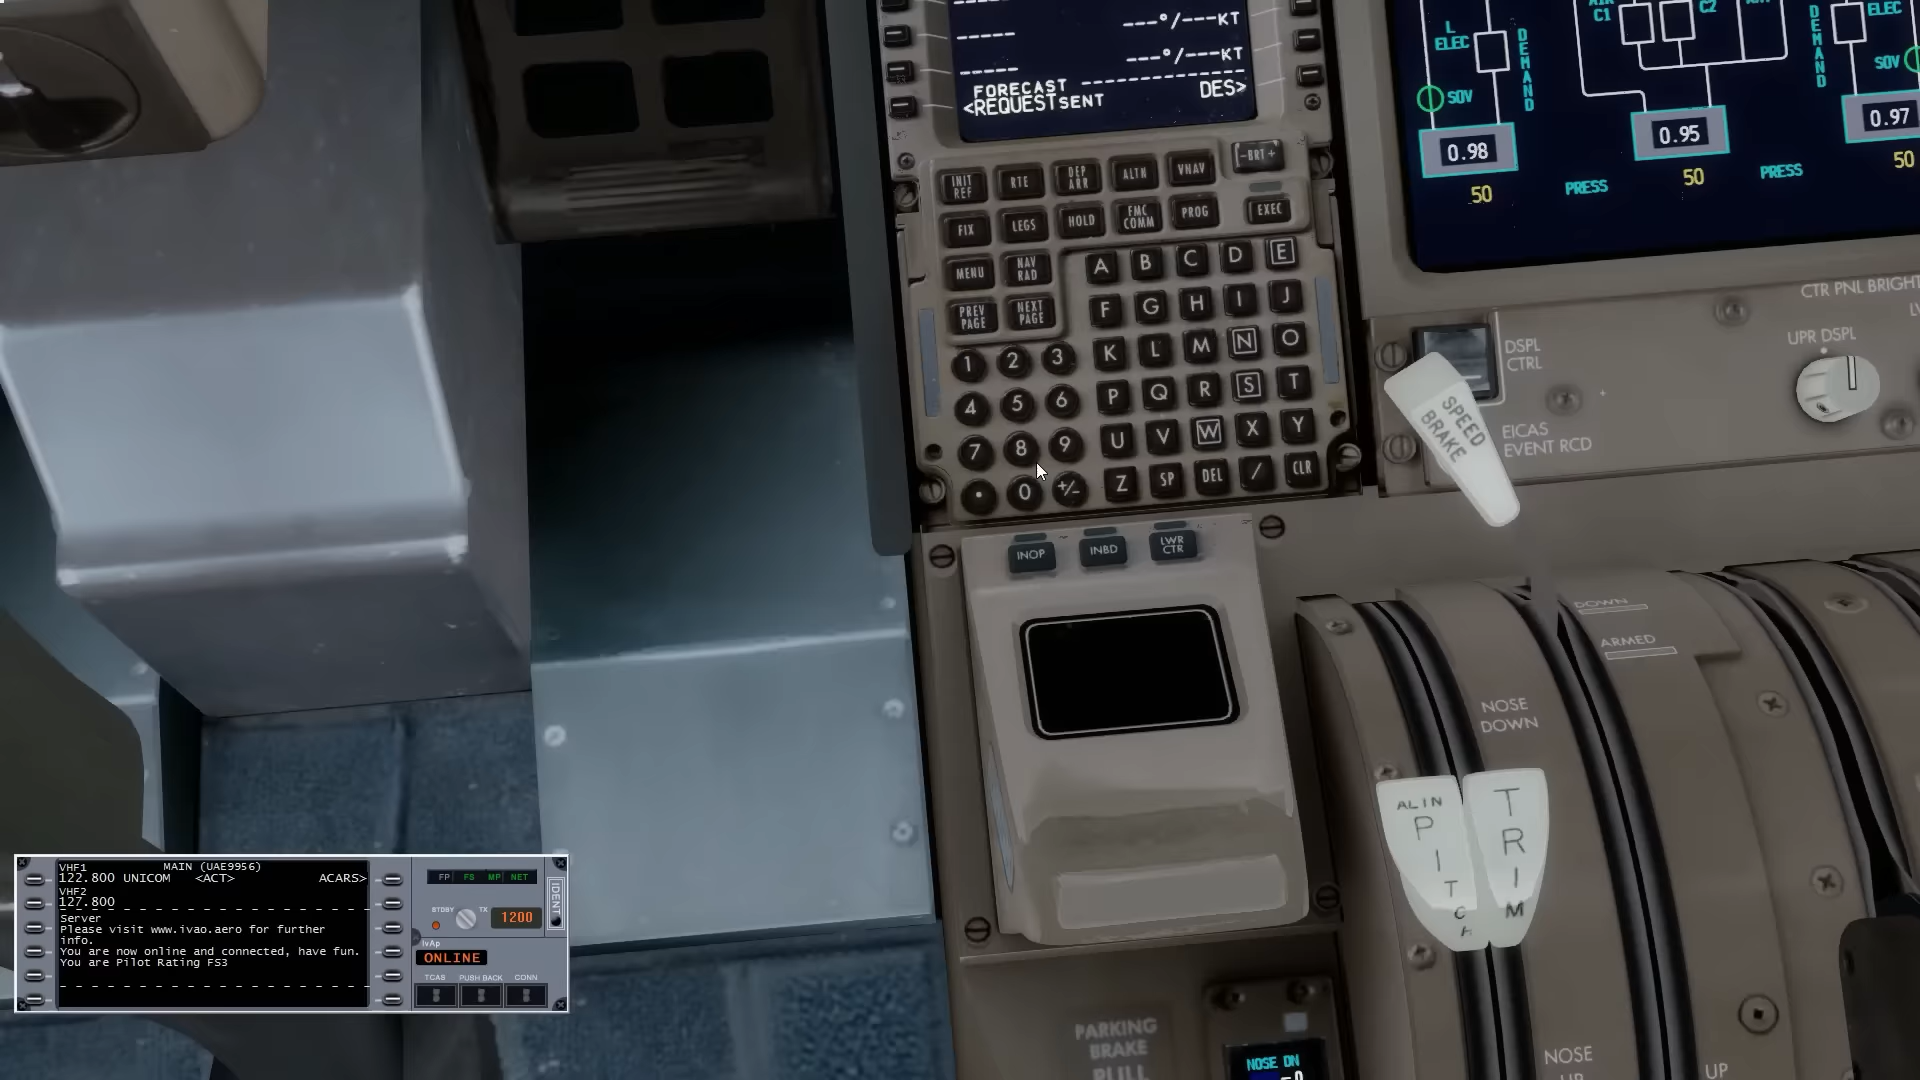 -----
---°/---KT
-----
---°/---KT
-----
FORECAST --------------
<REQUEST SENT DES>
L
ELEC
DEMAND
SOV
C1
C2
DEMAND
ELEC
SOV
0.98
0.95
0.97
50
PRESS
50
PRESS
50
INIT REF
RTE
DEP ARR
ALTN
VNAV
-BRT+
FIX
LEGS
HOLD
FMC COMM
PROG
EXEC
MENU
NAV RAD
PREV PAGE
NEXT PAGE
A B C D E
F G H I J
K L M N O
P Q R S T
U V W X Y
Z SP DEL / CLR
1 2 3
4 5 6
7 8 9
. 0 +/-
CTR PNL BRIGHT
UPR DSPL
DSPL
CTRL
EICAS
EVENT RCD
SPEED
BRAKE
INOP
INBD
LWR CTR
DOWN
ARMED
NOSE
DOWN
PITCH
TRIM
NOSE
UP
PARKING
BRAKE
PULL
NOSE DN
VHF1 MAIN (UAE9956)
122.800 UNICOM <ACT> ACARS>
VHF2
127.800
Server
Please visit www.ivao.aero for further
info.
You are now online and connected, have fun.
You are Pilot Rating FS3
FP FS MP NET
STDBY TX 1200
IDENT
IvAp
ONLINE
TCAS PUSH BACK CONN